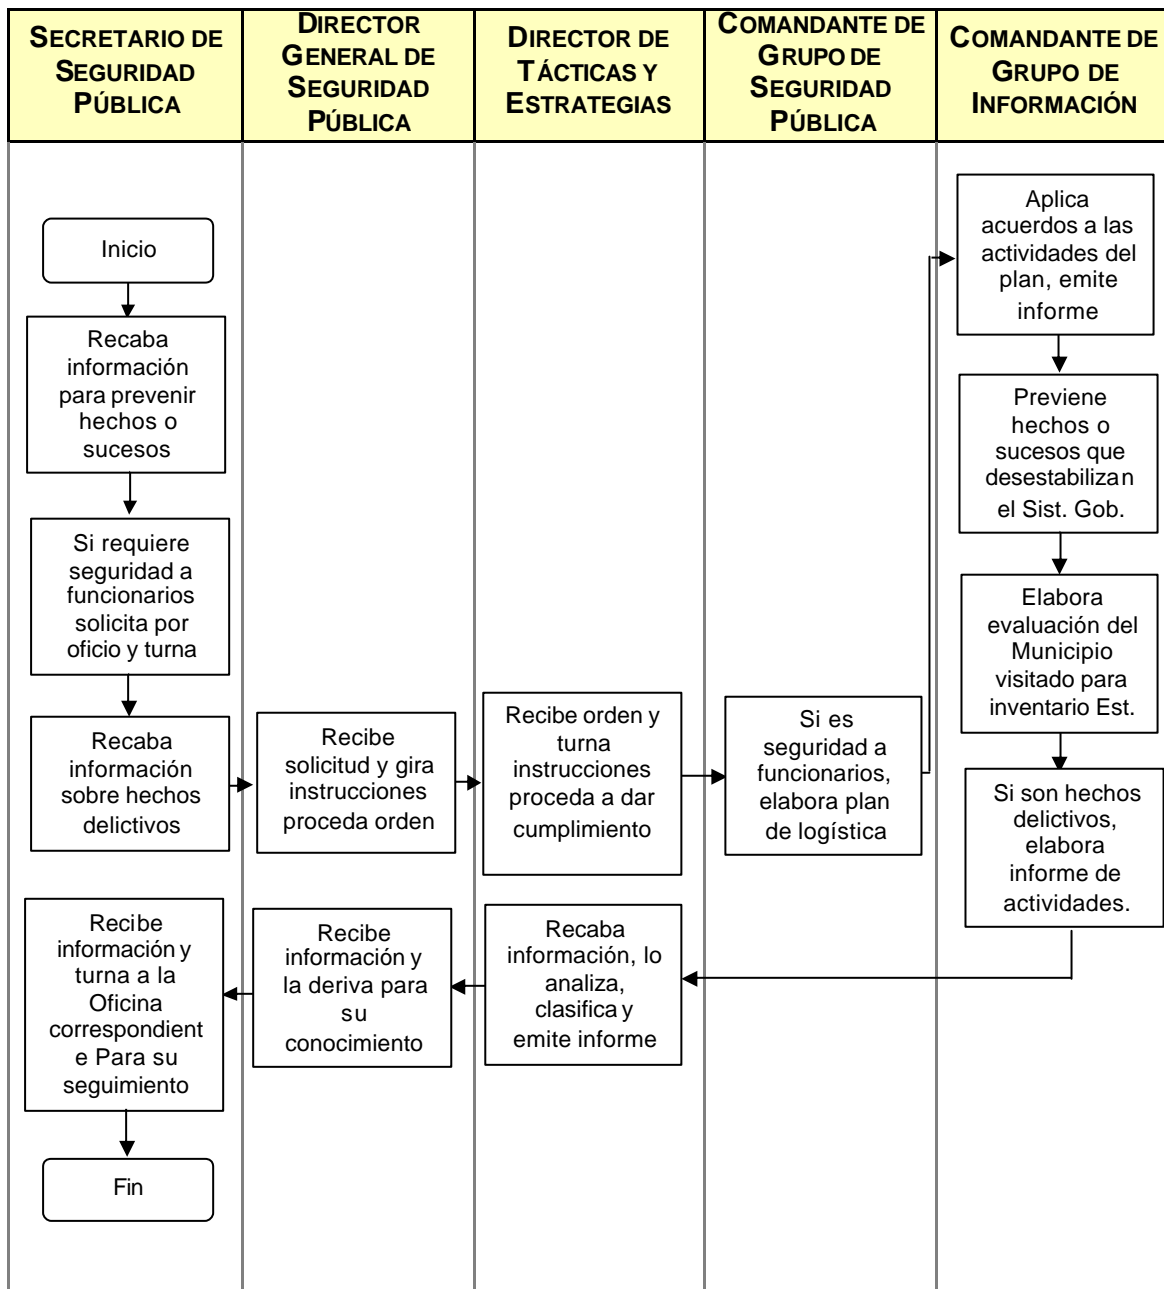 SECRETARIO DE
SEGURIDAD
PÚBLICA
DIRECTOR
GENERAL DE
SEGURIDAD
PÚBLICA
DIRECTOR DE
TÁCTICAS Y
ESTRATEGIAS
COMANDANTE DE
GRUPO DE
SEGURIDAD
PÚBLICA
COMANDANTE DE
GRUPO DE
INFORMACIÓN
Inicio
Recaba
información
para prevenir
hechos o
sucesos
Si requiere
seguridad a
funcionarios
solicita por
oficio y turna
Recaba
información
sobre hechos
delictivos
Recibe
solicitud y gira
instrucciones
proceda orden
Recibe orden y
turna
instrucciones
proceda a dar
cumplimiento
Si es
seguridad a
funcionarios,
elabora plan
de logística
Aplica
acuerdos a las
actividades del
plan, emite
informe
Previene
hechos o
sucesos que
desestabilizan
el Sist. Gob.
Elabora
evaluación del
Municipio
visitado para
inventario Est.
Si son hechos
delictivos,
elabora
informe de
actividades.
Recaba
información, lo
analiza,
clasifica y
emite informe
Recibe
información y
la deriva para
su
conocimiento
Recibe
información y
turna a la
Oficina
correspondient
e Para su
seguimiento
Fin